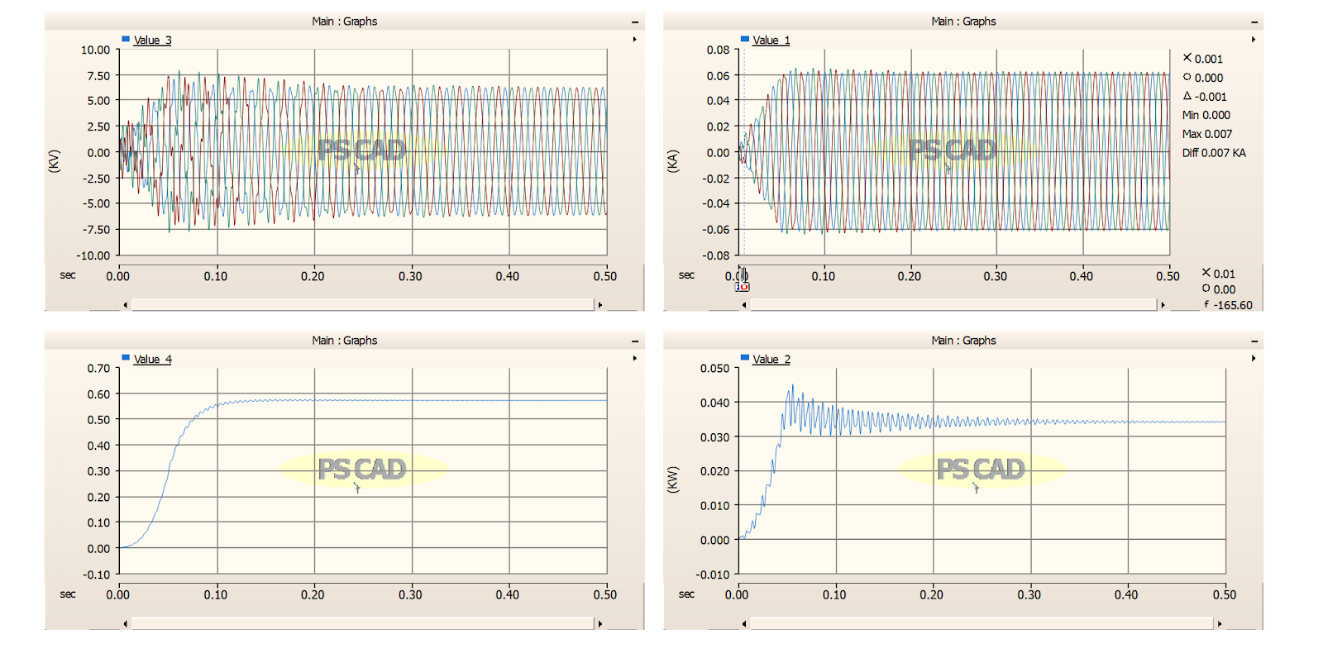 Main : Graphs
Value_3
10.00
7.50
5.00
2.50
0.00
-2.50
-5.00
-7.50
-10.00
(KV)
PSCAD
sec 0.00 0.10 0.20 0.30 0.40 0.50
Main : Graphs
Value_1
0.08
0.06
0.04
0.02
0.00
-0.02
-0.04
-0.06
-0.08
(KA)
PSCAD
× 0.001
○ 0.000
Δ -0.001
Min 0.000
Max 0.007
Diff 0.007 KA
sec 0.10 0.20 0.30 0.40 0.50
× 0.01
○ 0.00
f -165.60
Main : Graphs
Value_4
0.70
0.60
0.50
0.40
0.30
0.20
0.10
0.00
-0.10
PSCAD
sec 0.00 0.10 0.20 0.30 0.40 0.50
Main : Graphs
Value_2
0.050
0.040
0.030
0.020
0.010
0.000
-0.010
(KW)
PSCAD
sec 0.00 0.10 0.20 0.30 0.40 0.50